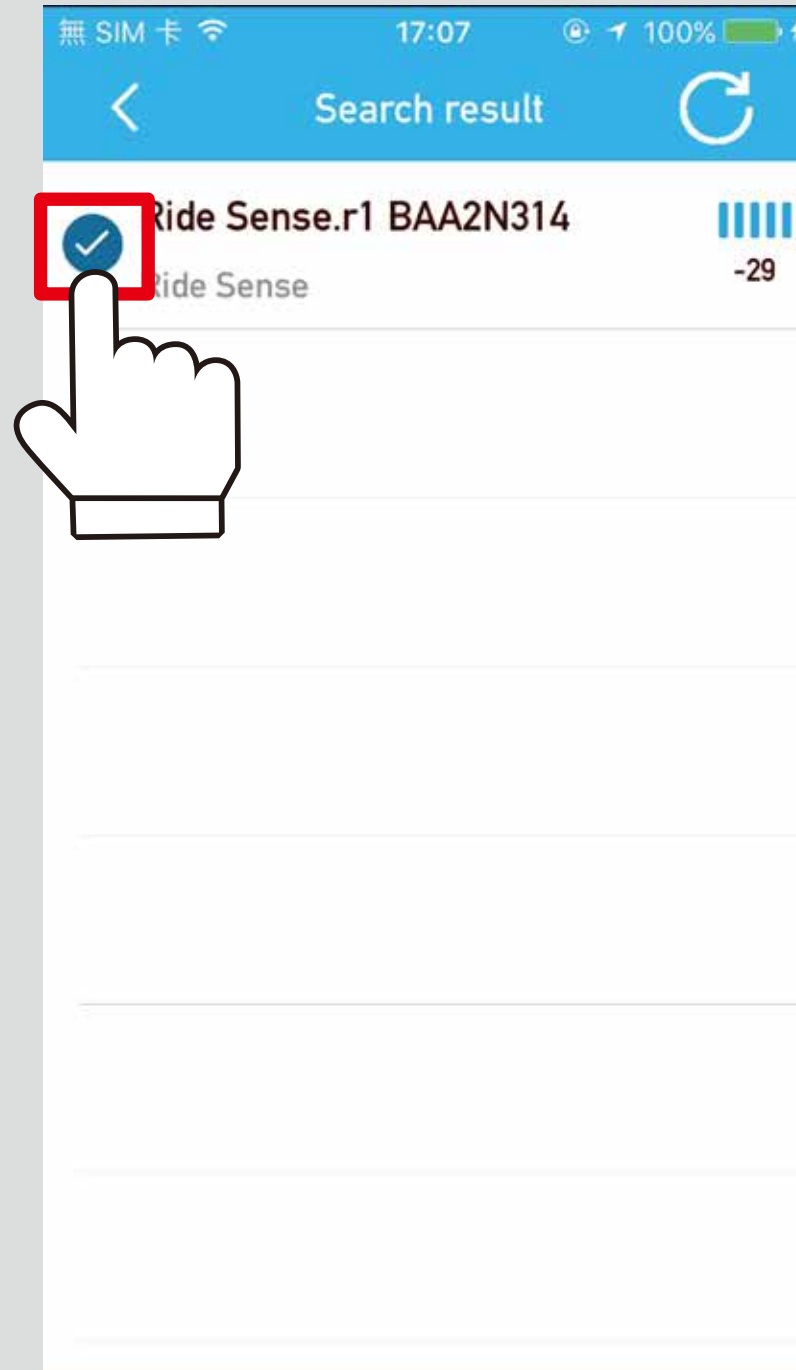 無 SIM 卡 17:07 100%
Search result
Ride Sense.r1 BAA2N314
-29
Ride Sense